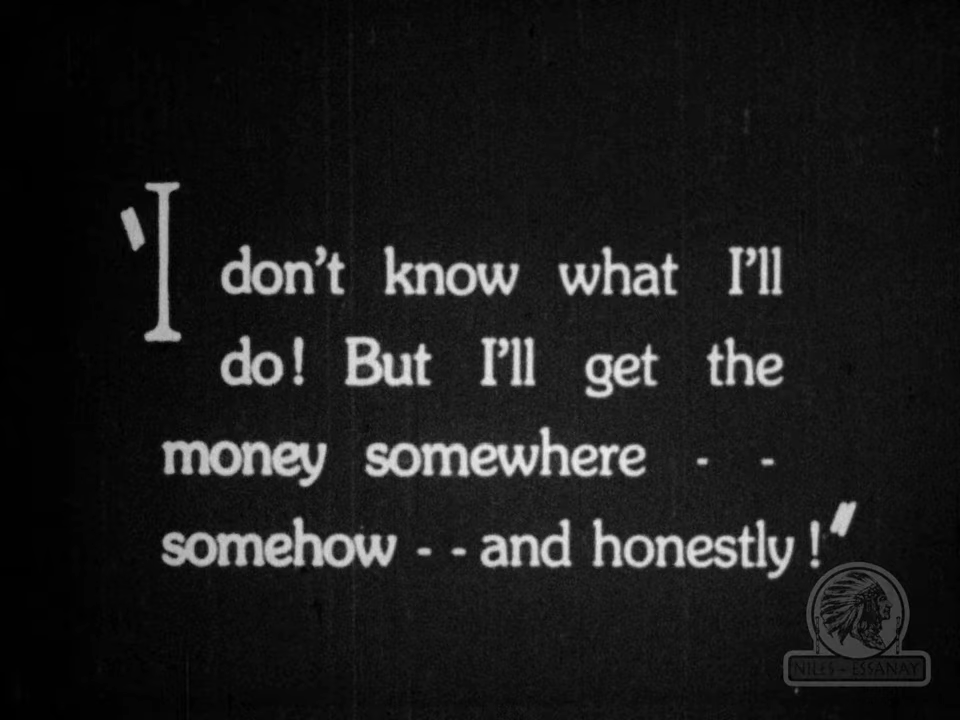 "I don't know what I'll
do! But I'll get the
money somewhere - -
somehow - - and honestly!"
NILES - ESSANAY